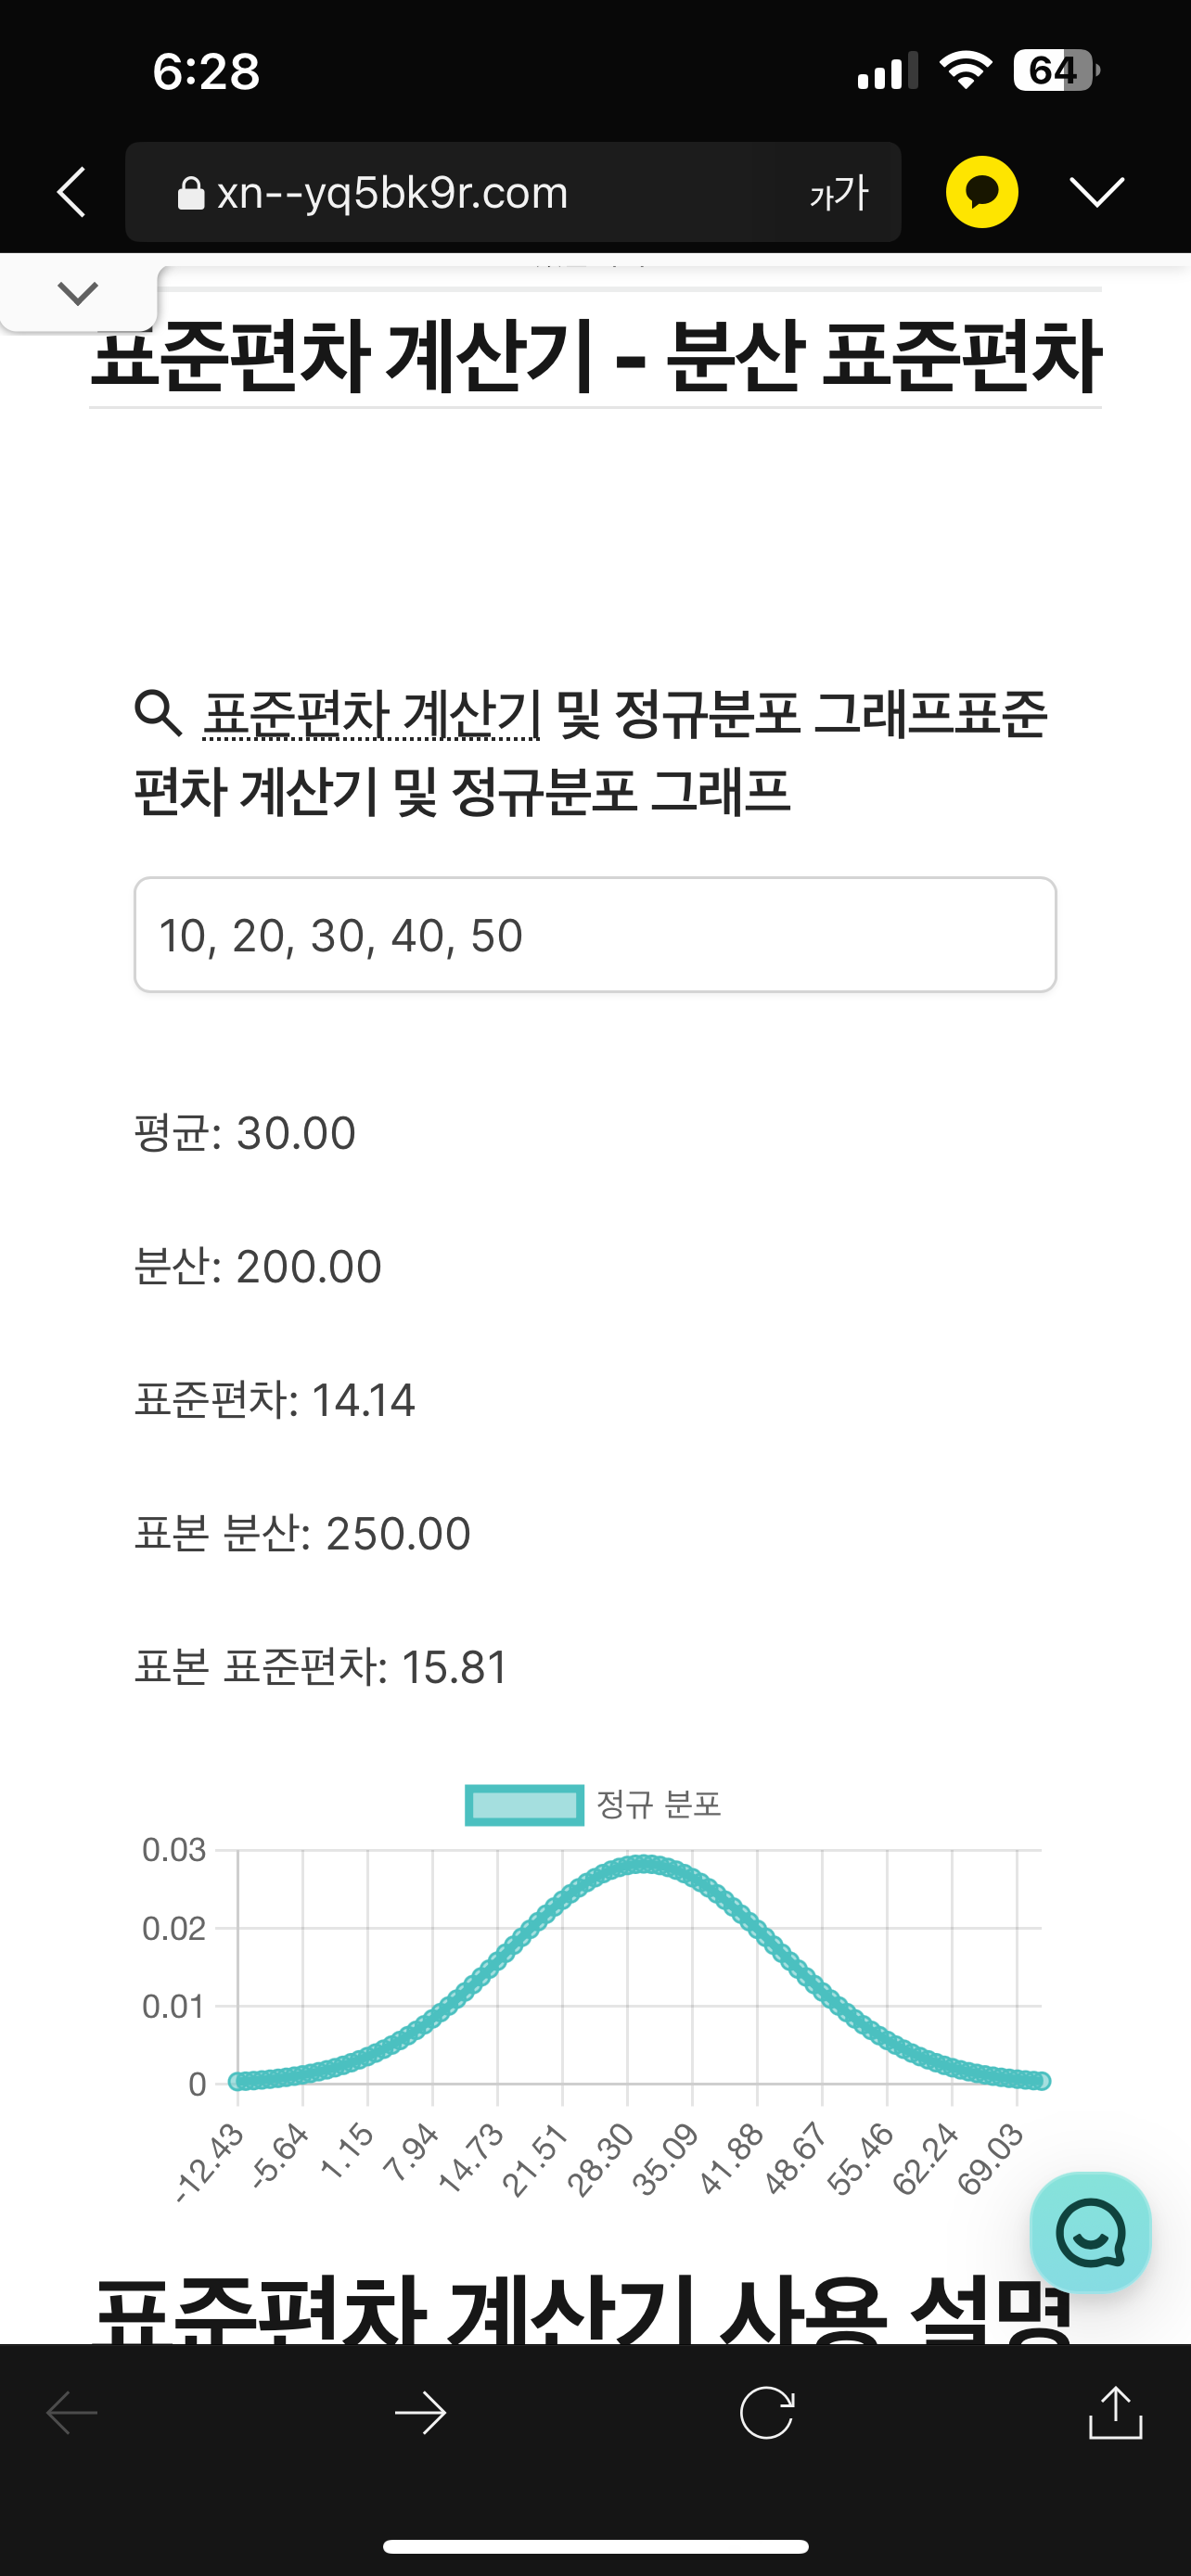 6:28
64
xn--yq5bk9r.com
가가
표준편차 계산기 - 분산 표준편차
표준편차 계산기 및 정규분포 그래프표준
편차 계산기 및 정규분포 그래프
10, 20, 30, 40, 50
평균: 30.00
분산: 200.00
표준편차: 14.14
표본 분산: 250.00
표본 표준편차: 15.81
정규 분포
0.03
0.02
0.01
0
-12.43 -5.64 1.15 7.94 14.73 21.51 28.30 35.09 41.88 48.67 55.46 62.24 69.03
표준편차 계산기 사용 설명